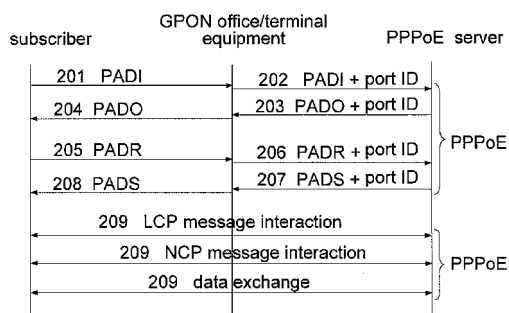 subscriber
GPON office/terminal
equipment
PPPoE server
201 PADI
202 PADI + port ID
204 PADO
203 PADO + port ID
205 PADR
206 PADR + port ID
208 PADS
207 PADS + port ID
PPPoE
209 LCP message interaction
209 NCP message interaction
209 data exchange
PPPoE